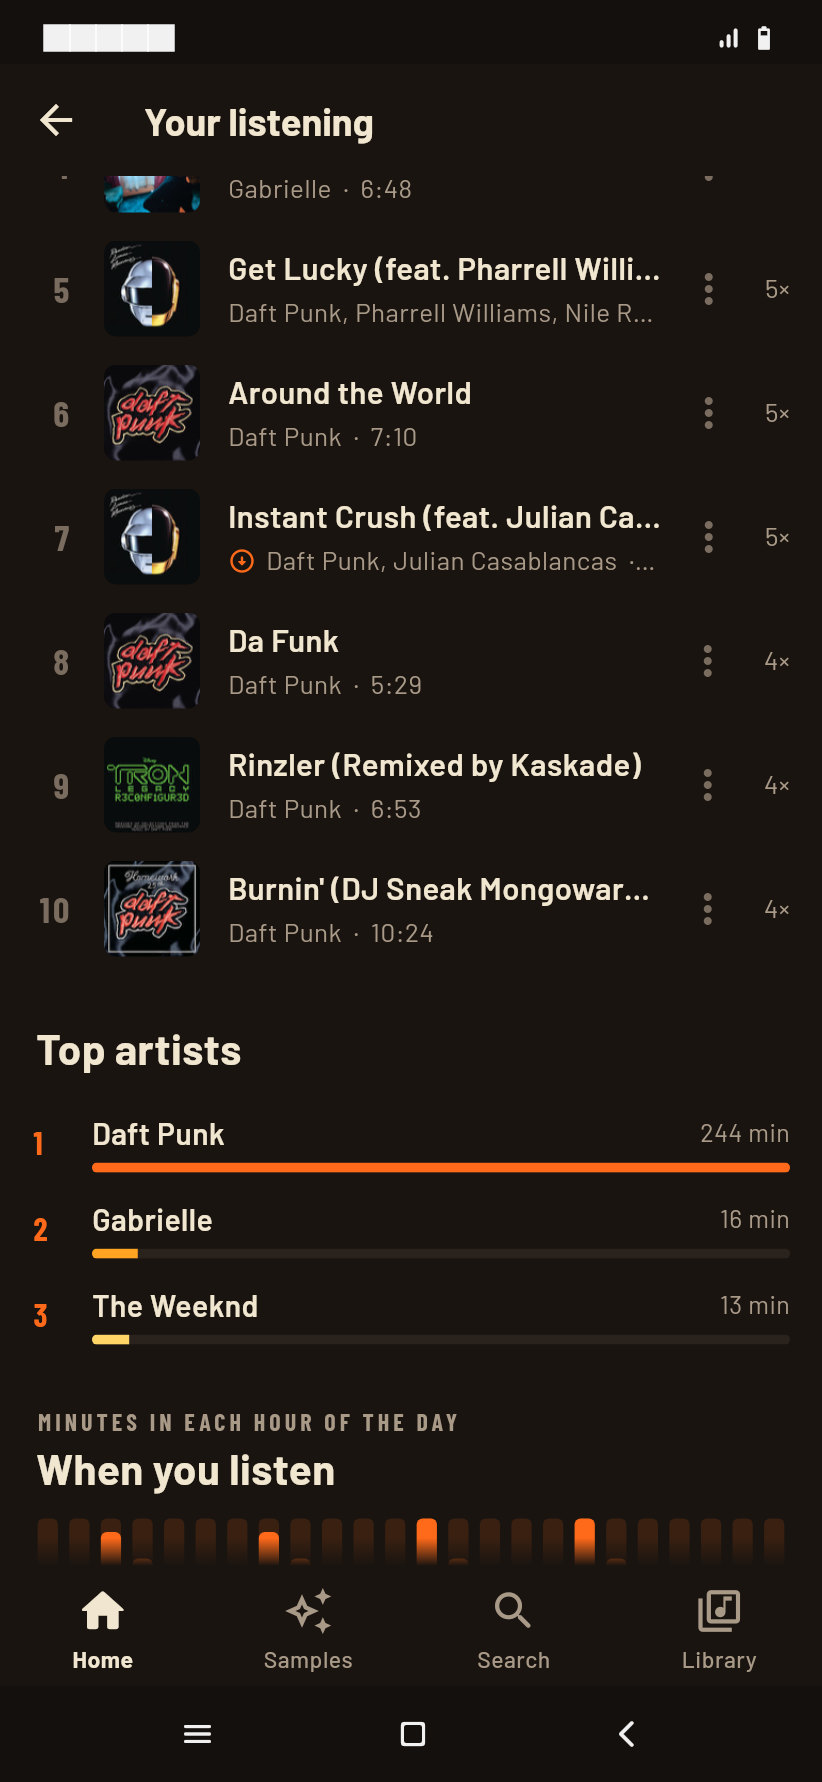 Your listening
Gabrielle · 6:48
5
Get Lucky (feat. Pharrell Willi...
Daft Punk, Pharrell Williams, Nile R...
5×
6
Around the World
Daft Punk · 7:10
5×
7
Instant Crush (feat. Julian Ca...
Daft Punk, Julian Casablancas ·...
5×
8
Da Funk
Daft Punk · 5:29
4×
9
TRON
LEGACY
R3C0NF1GUR3D
Rinzler (Remixed by Kaskade)
Daft Punk · 6:53
4×
10
Homework
daft punk
Burnin' (DJ Sneak Mongowar...
Daft Punk · 10:24
4×
Top artists
1
Daft Punk
244 min
2
Gabrielle
16 min
3
The Weeknd
13 min
MINUTES IN EACH HOUR OF THE DAY
When you listen
Home
Samples
Search
Library